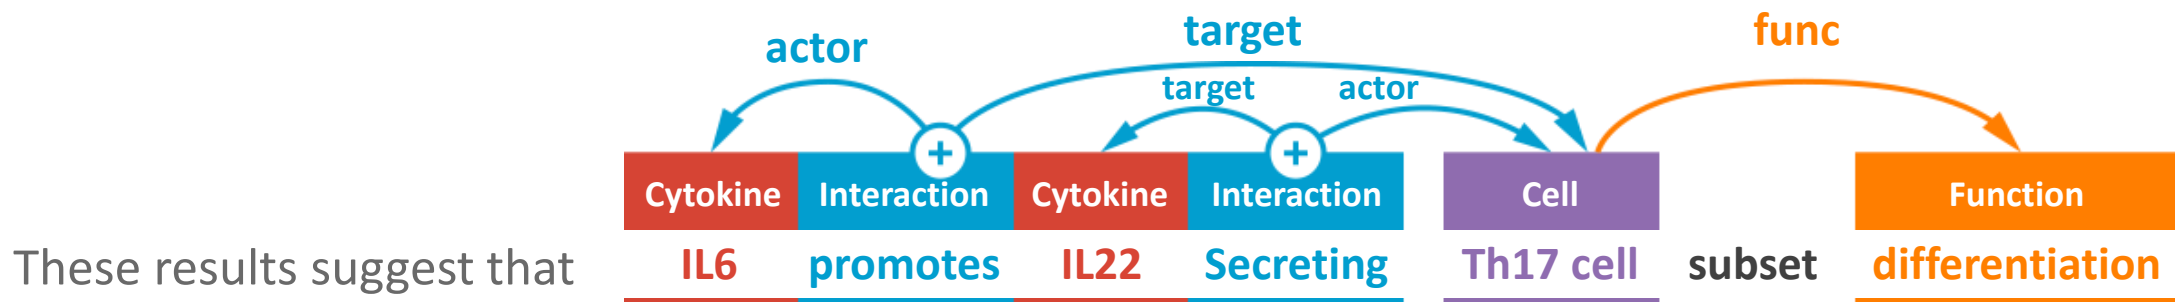 actor target func
target actor
+ +
Cytokine Interaction Cytokine Interaction Cell Function
These results suggest that IL6 promotes IL22 Secreting Th17 cell subset differentiation